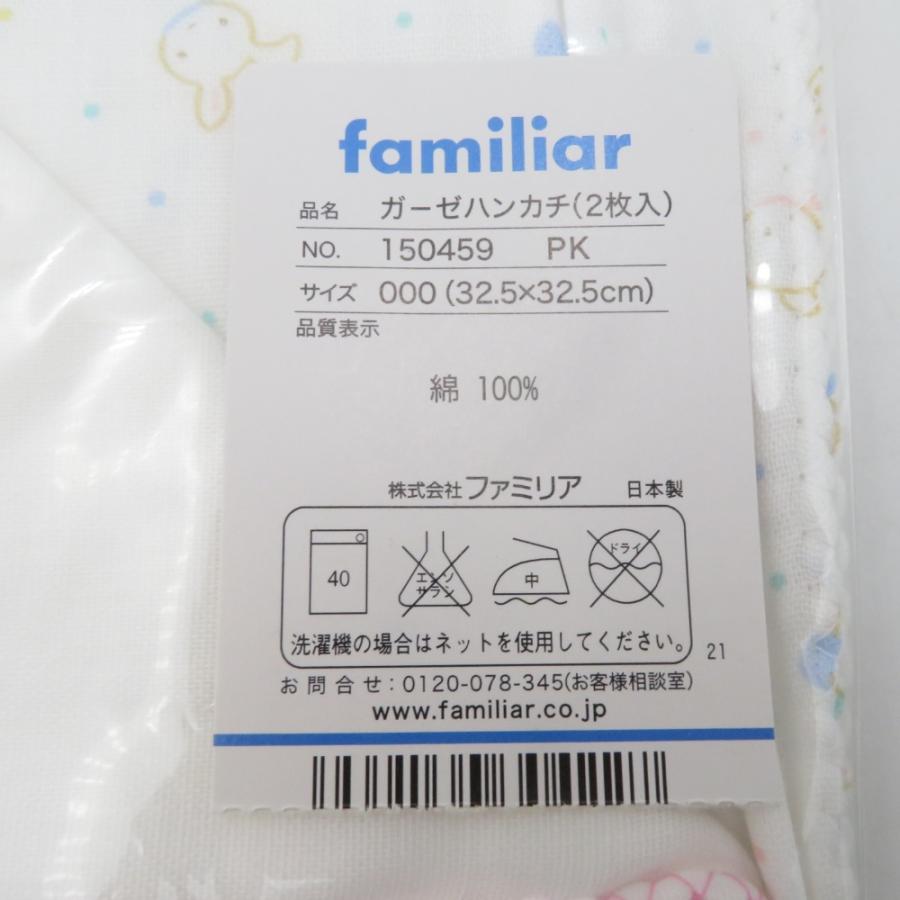 familiar
品名 ガーゼハンカチ(2枚入)
NO. 150459 PK
サイズ 000 (32.5×32.5cm)
品質表示
綿 100%
株式会社 ファミリア 日本製
40 エンソ サラシ 中 ドライ
洗濯機の場合はネットを使用してください。 21
お問合せ:0120-078-345(お客様相談室)
www.familiar.co.jp